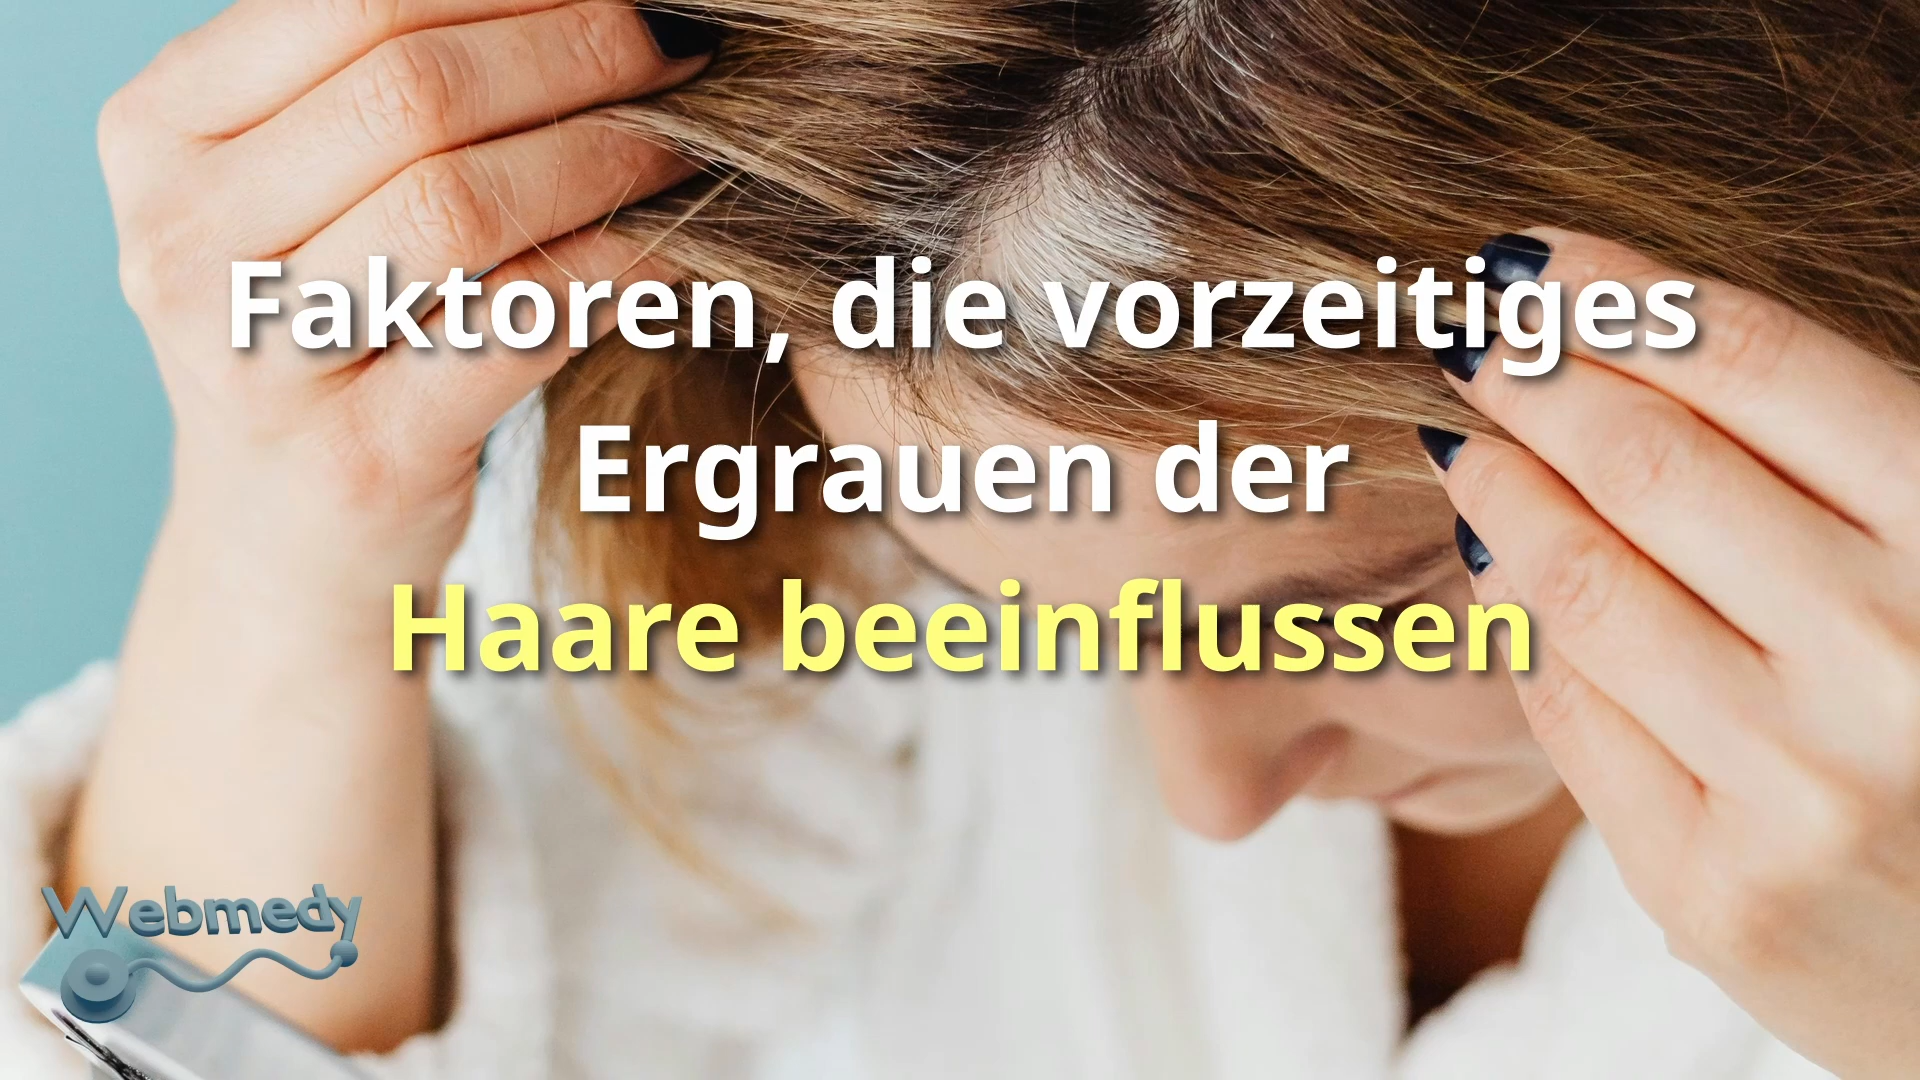 Faktoren, die vorzeitiges
Ergrauen der
Haare beeinflussen
Webmedy